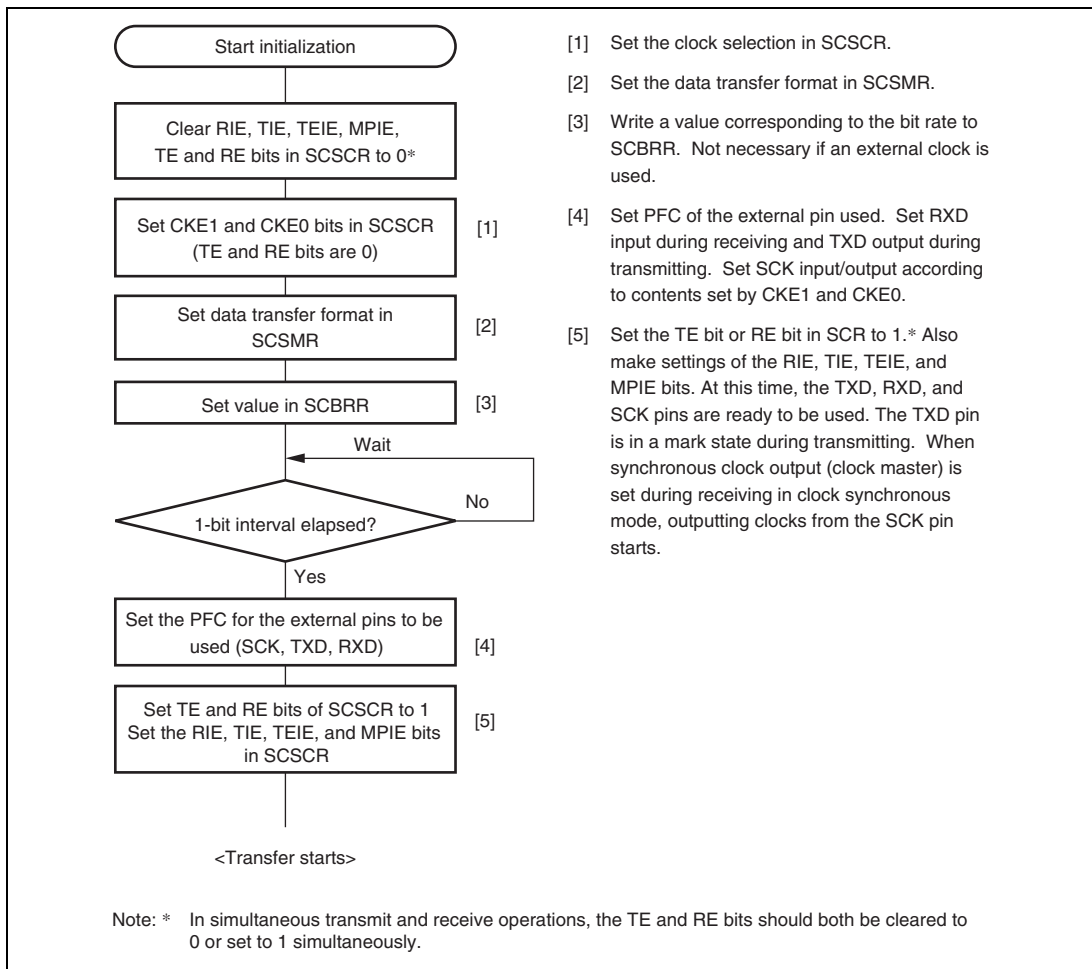 Start initialization
Clear RIE, TIE, TEIE, MPIE,
TE and RE bits in SCSCR to 0*
Set CKE1 and CKE0 bits in SCSCR
(TE and RE bits are 0)
[1]
Set data transfer format in
SCSMR
[2]
Set value in SCBRR
[3]
Wait
No
1-bit interval elapsed?
Yes
Set the PFC for the external pins to be
used (SCK, TXD, RXD)
[4]
Set TE and RE bits of SCSCR to 1
Set the RIE, TIE, TEIE, and MPIE bits
in SCSCR
[5]
<Transfer starts>
[1] Set the clock selection in SCSCR.
[2] Set the data transfer format in SCSMR.
[3] Write a value corresponding to the bit rate to
SCBRR. Not necessary if an external clock is
used.
[4] Set PFC of the external pin used. Set RXD
input during receiving and TXD output during
transmitting. Set SCK input/output according
to contents set by CKE1 and CKE0.
[5] Set the TE bit or RE bit in SCR to 1.* Also
make settings of the RIE, TIE, TEIE, and
MPIE bits. At this time, the TXD, RXD, and
SCK pins are ready to be used. The TXD pin
is in a mark state during transmitting. When
synchronous clock output (clock master) is
set during receiving in clock synchronous
mode, outputting clocks from the SCK pin
starts.
Note: * In simultaneous transmit and receive operations, the TE and RE bits should both be cleared to
0 or set to 1 simultaneously.